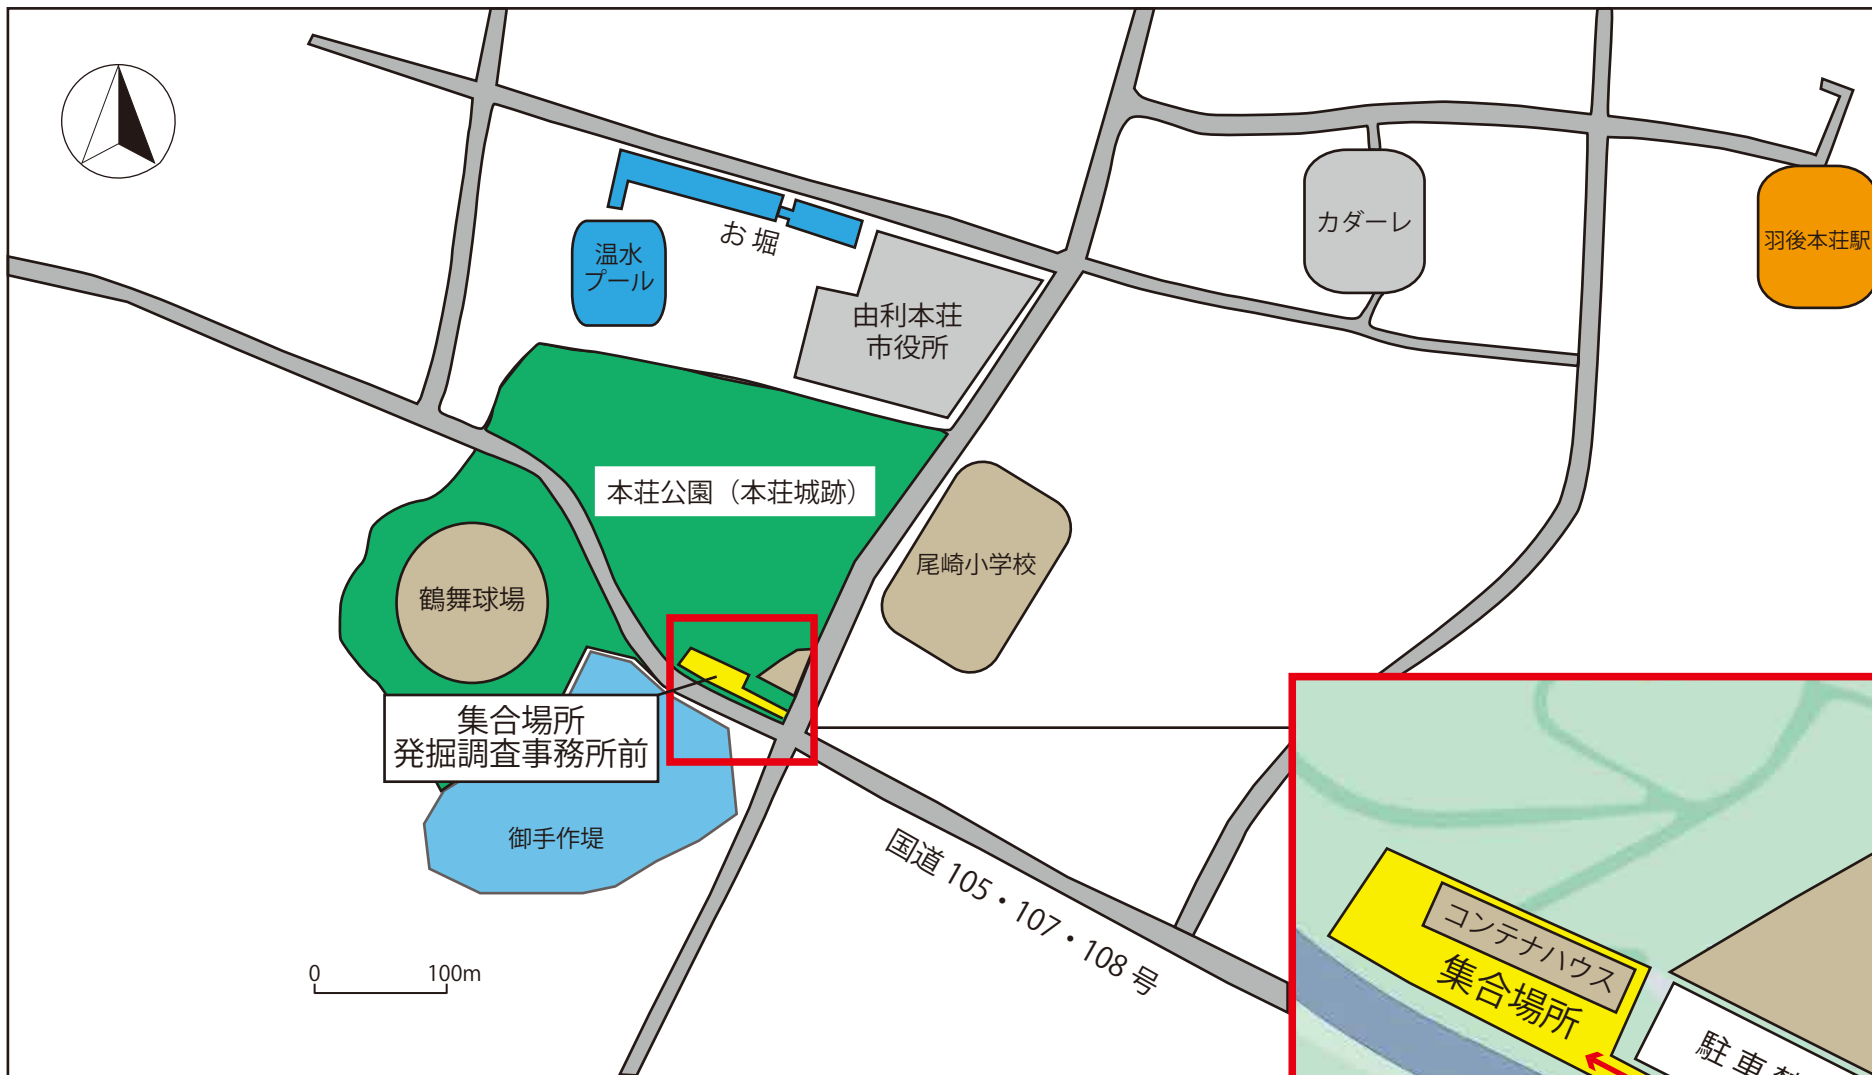 お堀
温水
プール
カダーレ
羽後本荘駅
由利本荘
市役所
本荘公園（本荘城跡）
尾崎小学校
鶴舞球場
集合場所
発掘調査事務所前
御手作堤
国道 105・107・108 号
0 100m
コンテナハウス
集合場所
駐車